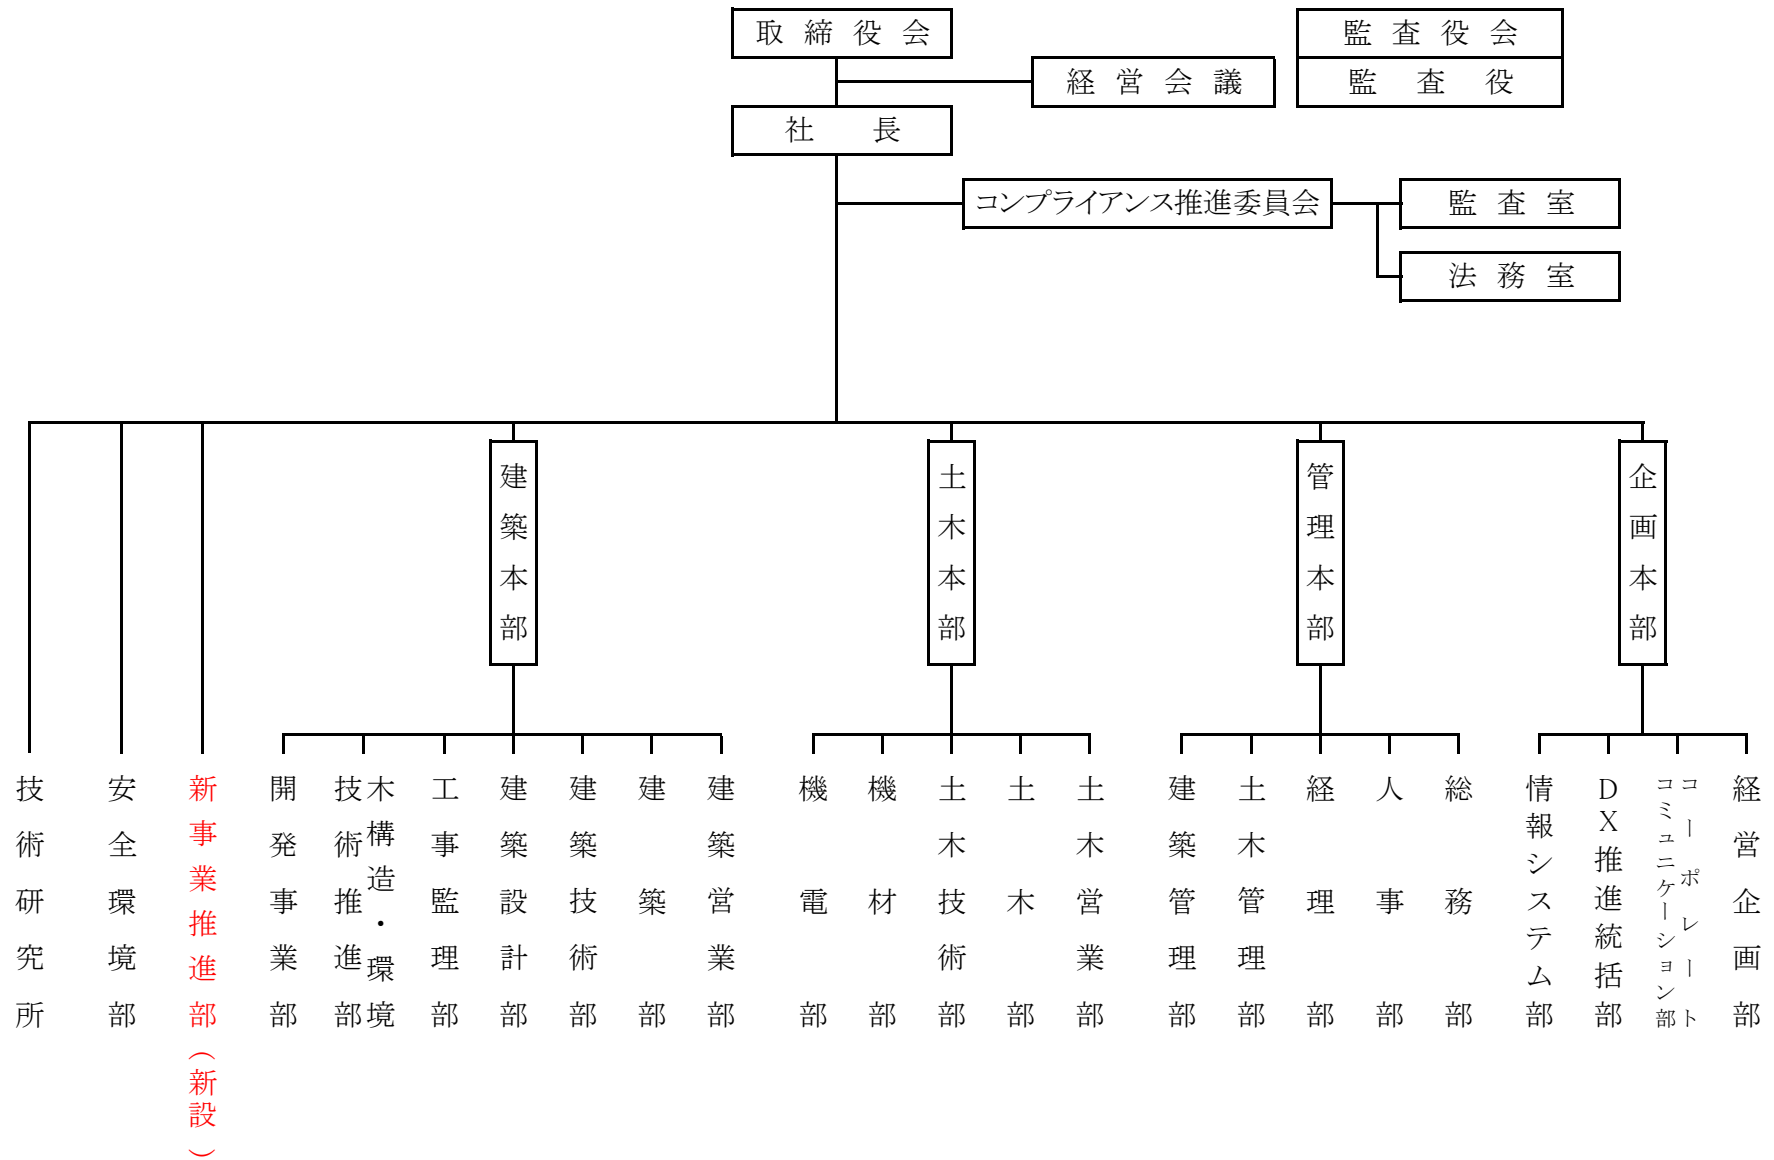 取締役会
監査役会
経営会議
監査役
社長
コンプライアンス推進委員会
監査室
法務室
建築本部
土木本部
管理本部
企画本部
経営企画部
コーポレート
コミュニケーション部
DX推進統括部
情報システム部
総務部
人事部
経理部
土木管理部
建築管理部
土木営業部
土木部
土木技術部
機材部
機電部
建築営業部
建築部
建築技術部
建築設計部
工事監理部
木構造・環境
技術推進部
開発事業部
新事業推進部(新設)
安全環境部
技術研究所